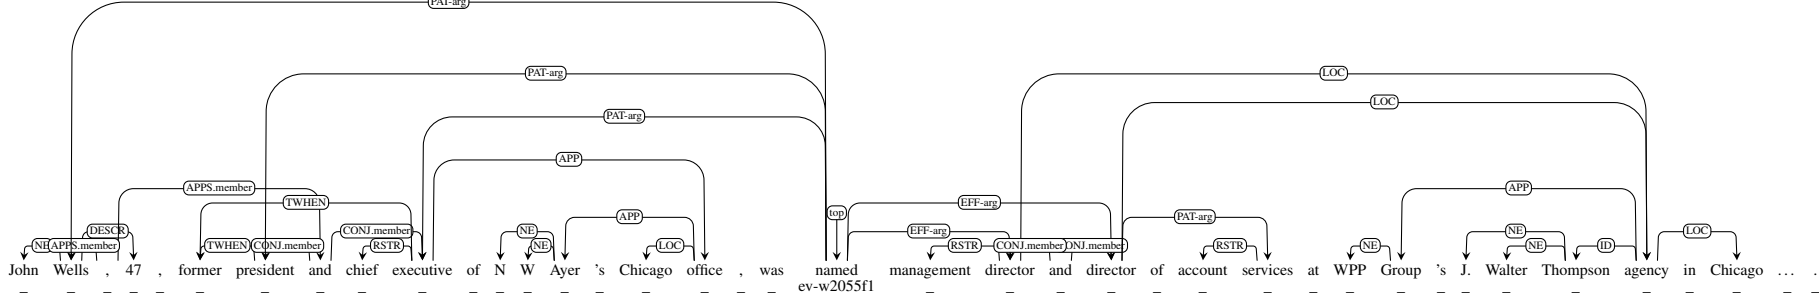 PAT-arg
PAT-arg LOC
LOC
PAT-arg
APP
APPS.member APP
TWHEN EFF-arg
top
APP PAT-arg
DESCR CONJ.member NE EFF-arg NE
NE APPS.member TWHEN CONJ.member RSTR NE LOC RSTR CONJ.member ONJ.member RSTR NE NE ID LOC
John Wells , 47 , former president and chief executive of N W Ayer 's Chicago office , was named management director and director of account services at WPP Group 's J. Walter Thompson agency in Chicago ... .
_ _ _ _ _ _ _ _ _ _ _ _ _ _ _ _ _ _ _ ev-w2055f1 _ _ _ _ _ _ _ _ _ _ _ _ _ _ _ _ _ _ _